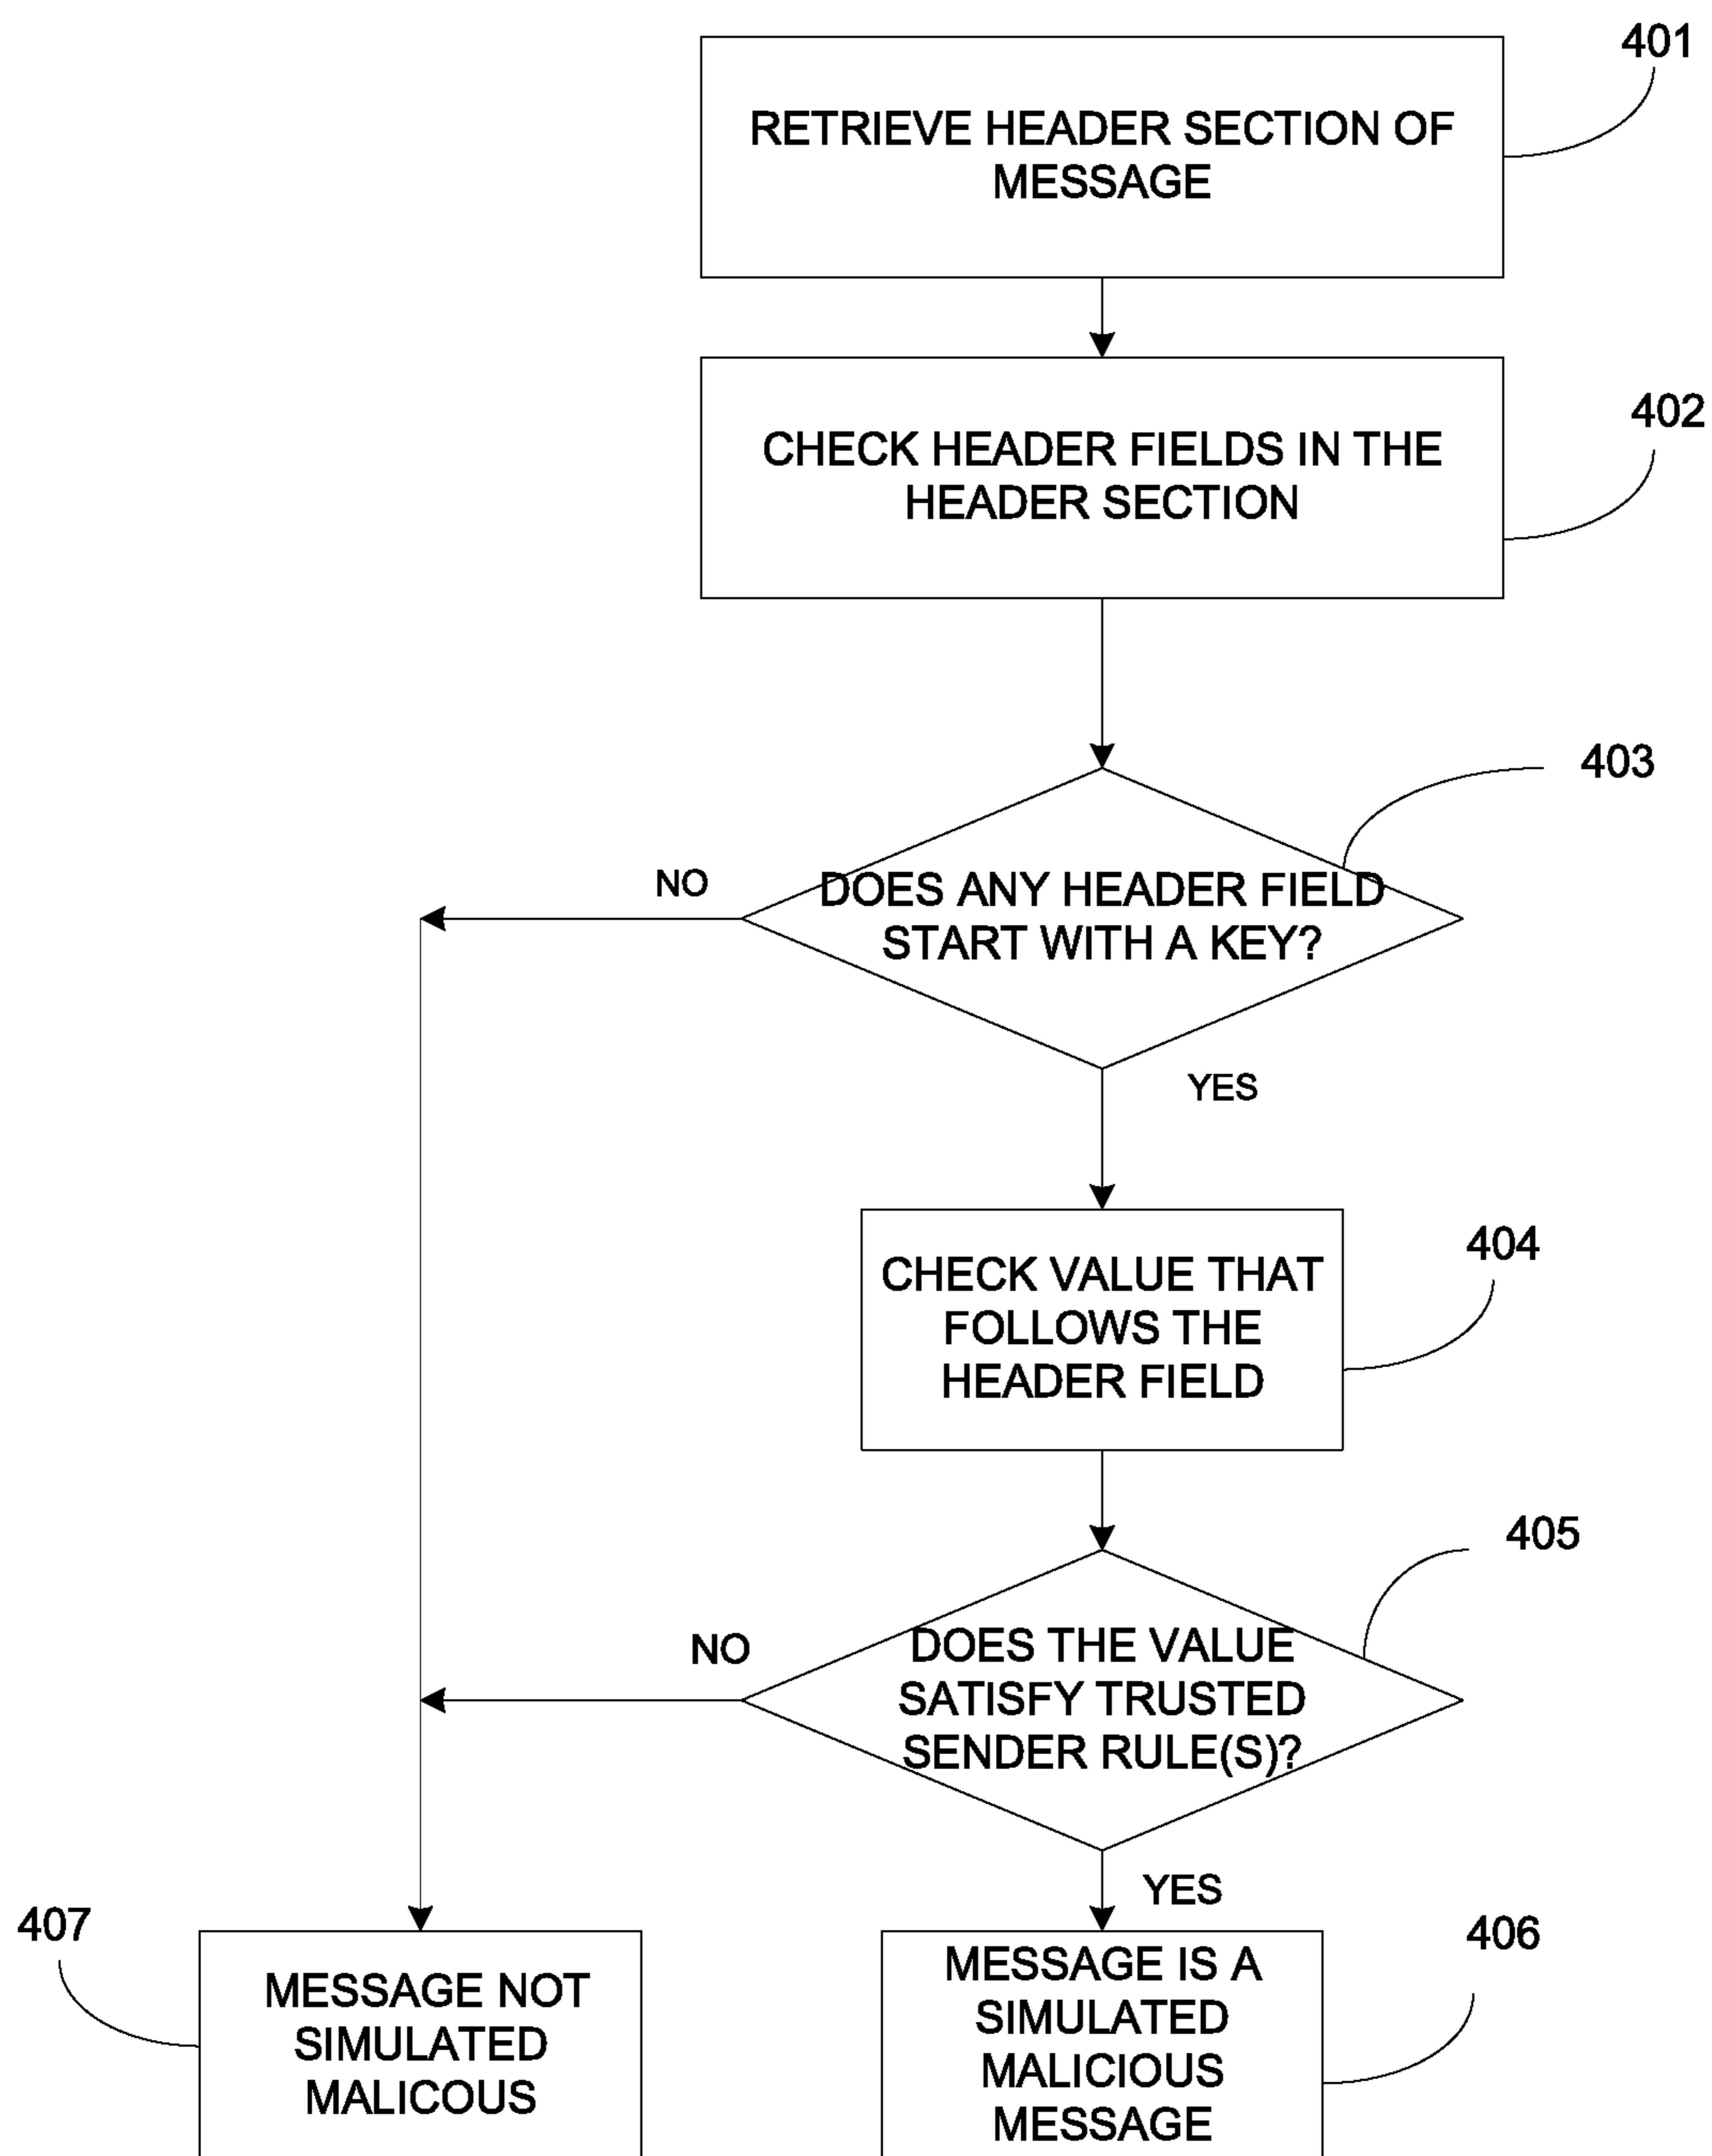 401
RETRIEVE HEADER SECTION OF
MESSAGE
402
CHECK HEADER FIELDS IN THE
HEADER SECTION
403
NO
DOES ANY HEADER FIELD
START WITH A KEY?
YES
404
CHECK VALUE THAT
FOLLOWS THE
HEADER FIELD
405
NO
DOES THE VALUE
SATISFY TRUSTED
SENDER RULE(S)?
YES
407
MESSAGE NOT
SIMULATED
MALICOUS
406
MESSAGE IS A
SIMULATED
MALICIOUS
MESSAGE